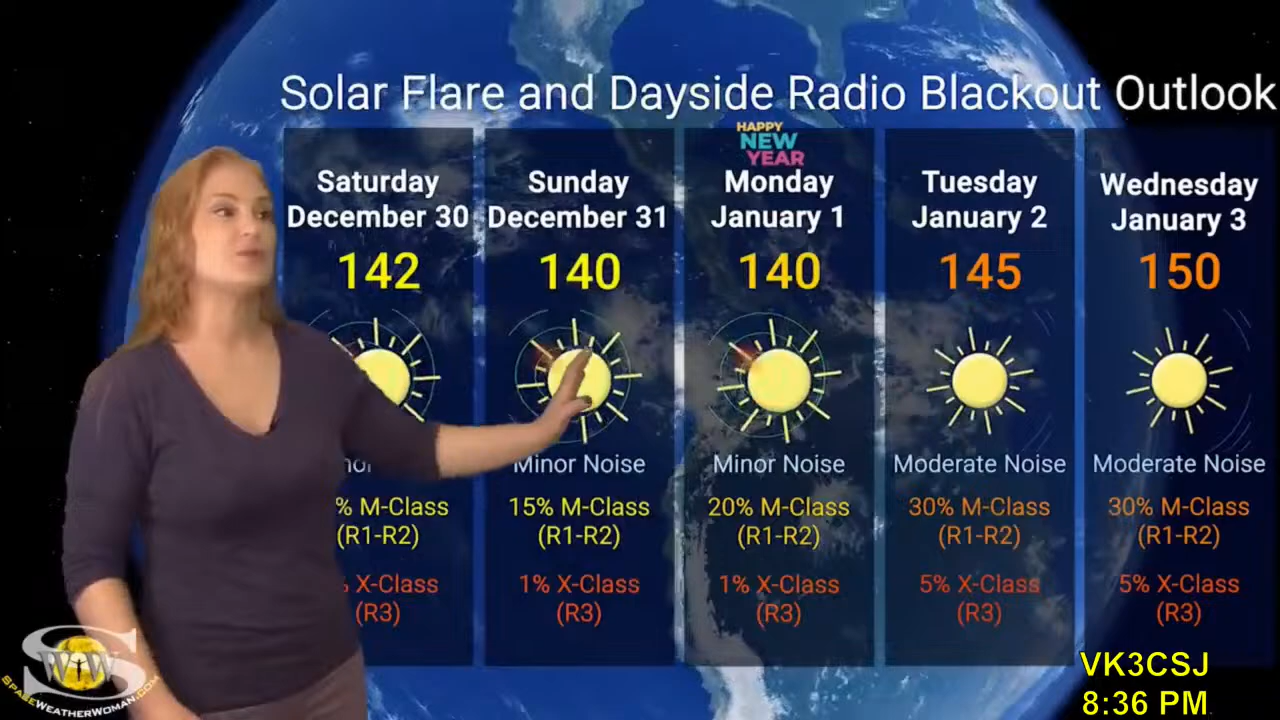 Solar Flare and Dayside Radio Blackout Outlook
HAPPY
NEW
YEAR
Saturday
December 30
142
% M-Class
(R1-R2)
X-Class
(R3)
Sunday
December 31
140
Minor Noise
15% M-Class
(R1-R2)
1% X-Class
(R3)
Monday
January 1
140
Minor Noise
20% M-Class
(R1-R2)
1% X-Class
(R3)
Tuesday
January 2
145
Moderate Noise
30% M-Class
(R1-R2)
5% X-Class
(R3)
Wednesday
January 3
150
Moderate Noise
30% M-Class
(R1-R2)
5% X-Class
(R3)
SWW
SPACEWEATHERWOMAN.COM
VK3CSJ
8:36 PM